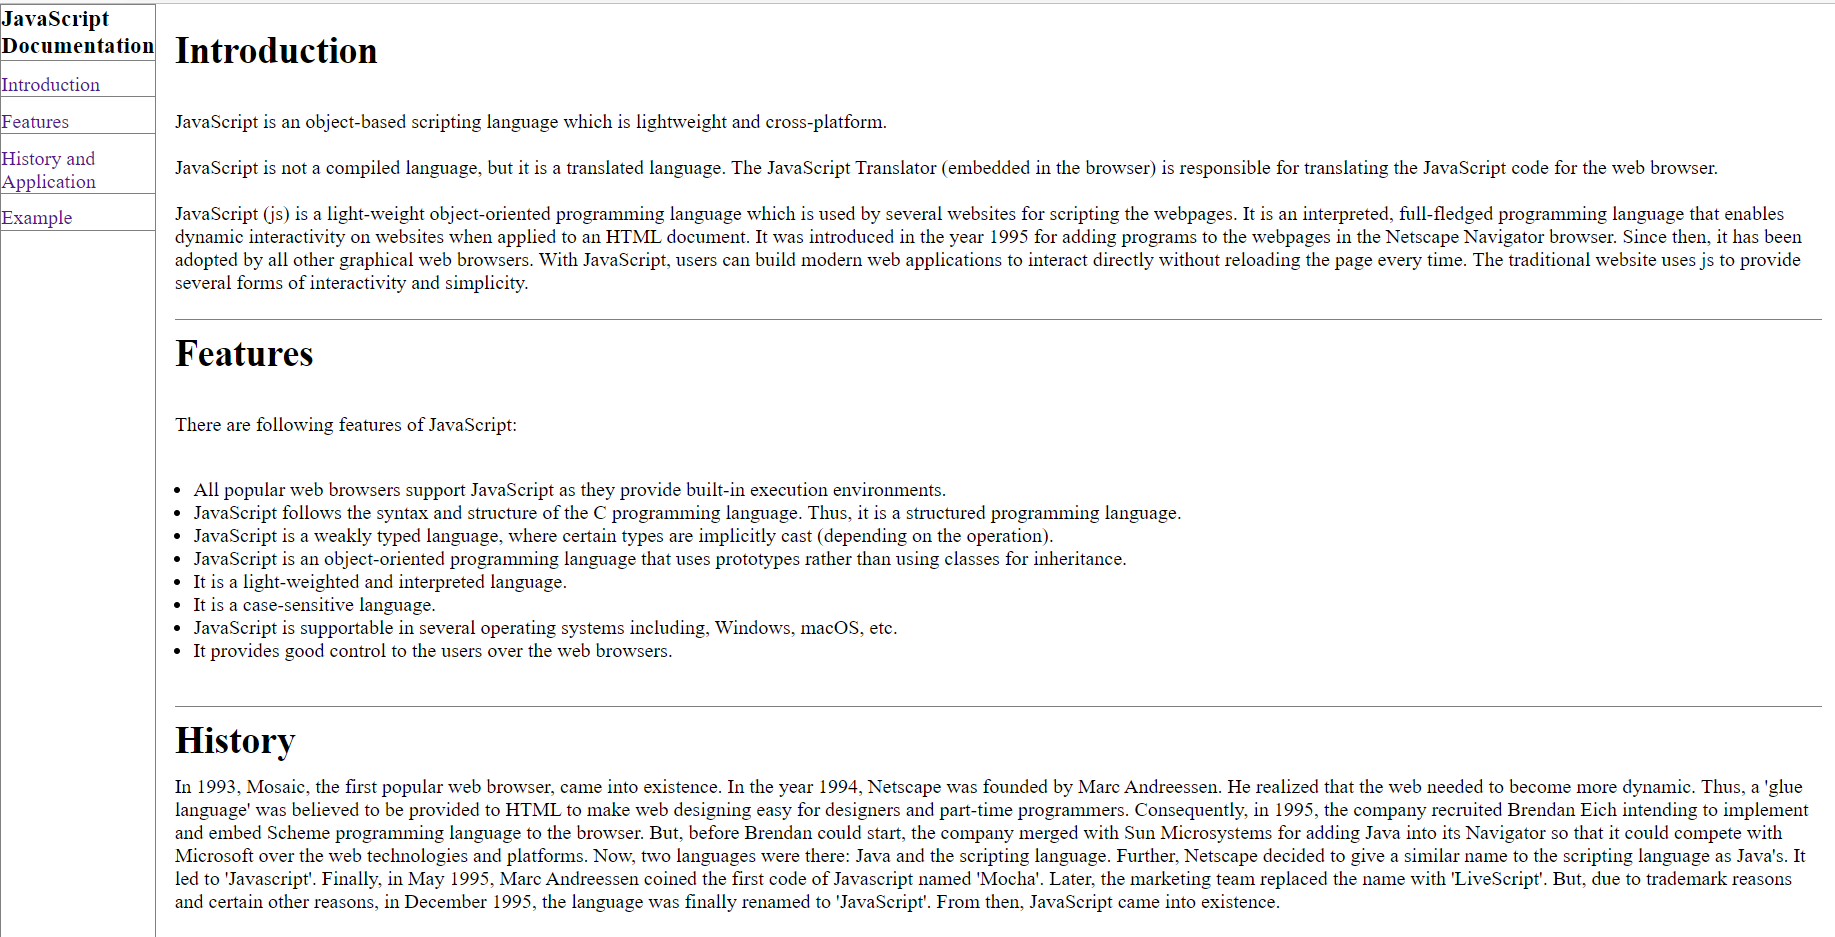 JavaScript
Documentation
Introduction
Features
History and
Application
Example
Introduction
JavaScript is an object-based scripting language which is lightweight and cross-platform.
JavaScript is not a compiled language, but it is a translated language. The JavaScript Translator (embedded in the browser) is responsible for translating the JavaScript code for the web browser.
JavaScript (js) is a light-weight object-oriented programming language which is used by several websites for scripting the webpages. It is an interpreted, full-fledged programming language that enables
dynamic interactivity on websites when applied to an HTML document. It was introduced in the year 1995 for adding programs to the webpages in the Netscape Navigator browser. Since then, it has been
adopted by all other graphical web browsers. With JavaScript, users can build modern web applications to interact directly without reloading the page every time. The traditional website uses js to provide
several forms of interactivity and simplicity.
Features
There are following features of JavaScript:
• All popular web browsers support JavaScript as they provide built-in execution environments.
• JavaScript follows the syntax and structure of the C programming language. Thus, it is a structured programming language.
• JavaScript is a weakly typed language, where certain types are implicitly cast (depending on the operation).
• JavaScript is an object-oriented programming language that uses prototypes rather than using classes for inheritance.
• It is a light-weighted and interpreted language.
• It is a case-sensitive language.
• JavaScript is supportable in several operating systems including, Windows, macOS, etc.
• It provides good control to the users over the web browsers.
History
In 1993, Mosaic, the first popular web browser, came into existence. In the year 1994, Netscape was founded by Marc Andreessen. He realized that the web needed to become more dynamic. Thus, a 'glue
language' was believed to be provided to HTML to make web designing easy for designers and part-time programmers. Consequently, in 1995, the company recruited Brendan Eich intending to implement
and embed Scheme programming language to the browser. But, before Brendan could start, the company merged with Sun Microsystems for adding Java into its Navigator so that it could compete with
Microsoft over the web technologies and platforms. Now, two languages were there: Java and the scripting language. Further, Netscape decided to give a similar name to the scripting language as Java's. It
led to 'Javascript'. Finally, in May 1995, Marc Andreessen coined the first code of Javascript named 'Mocha'. Later, the marketing team replaced the name with 'LiveScript'. But, due to trademark reasons
and certain other reasons, in December 1995, the language was finally renamed to 'JavaScript'. From then, JavaScript came into existence.